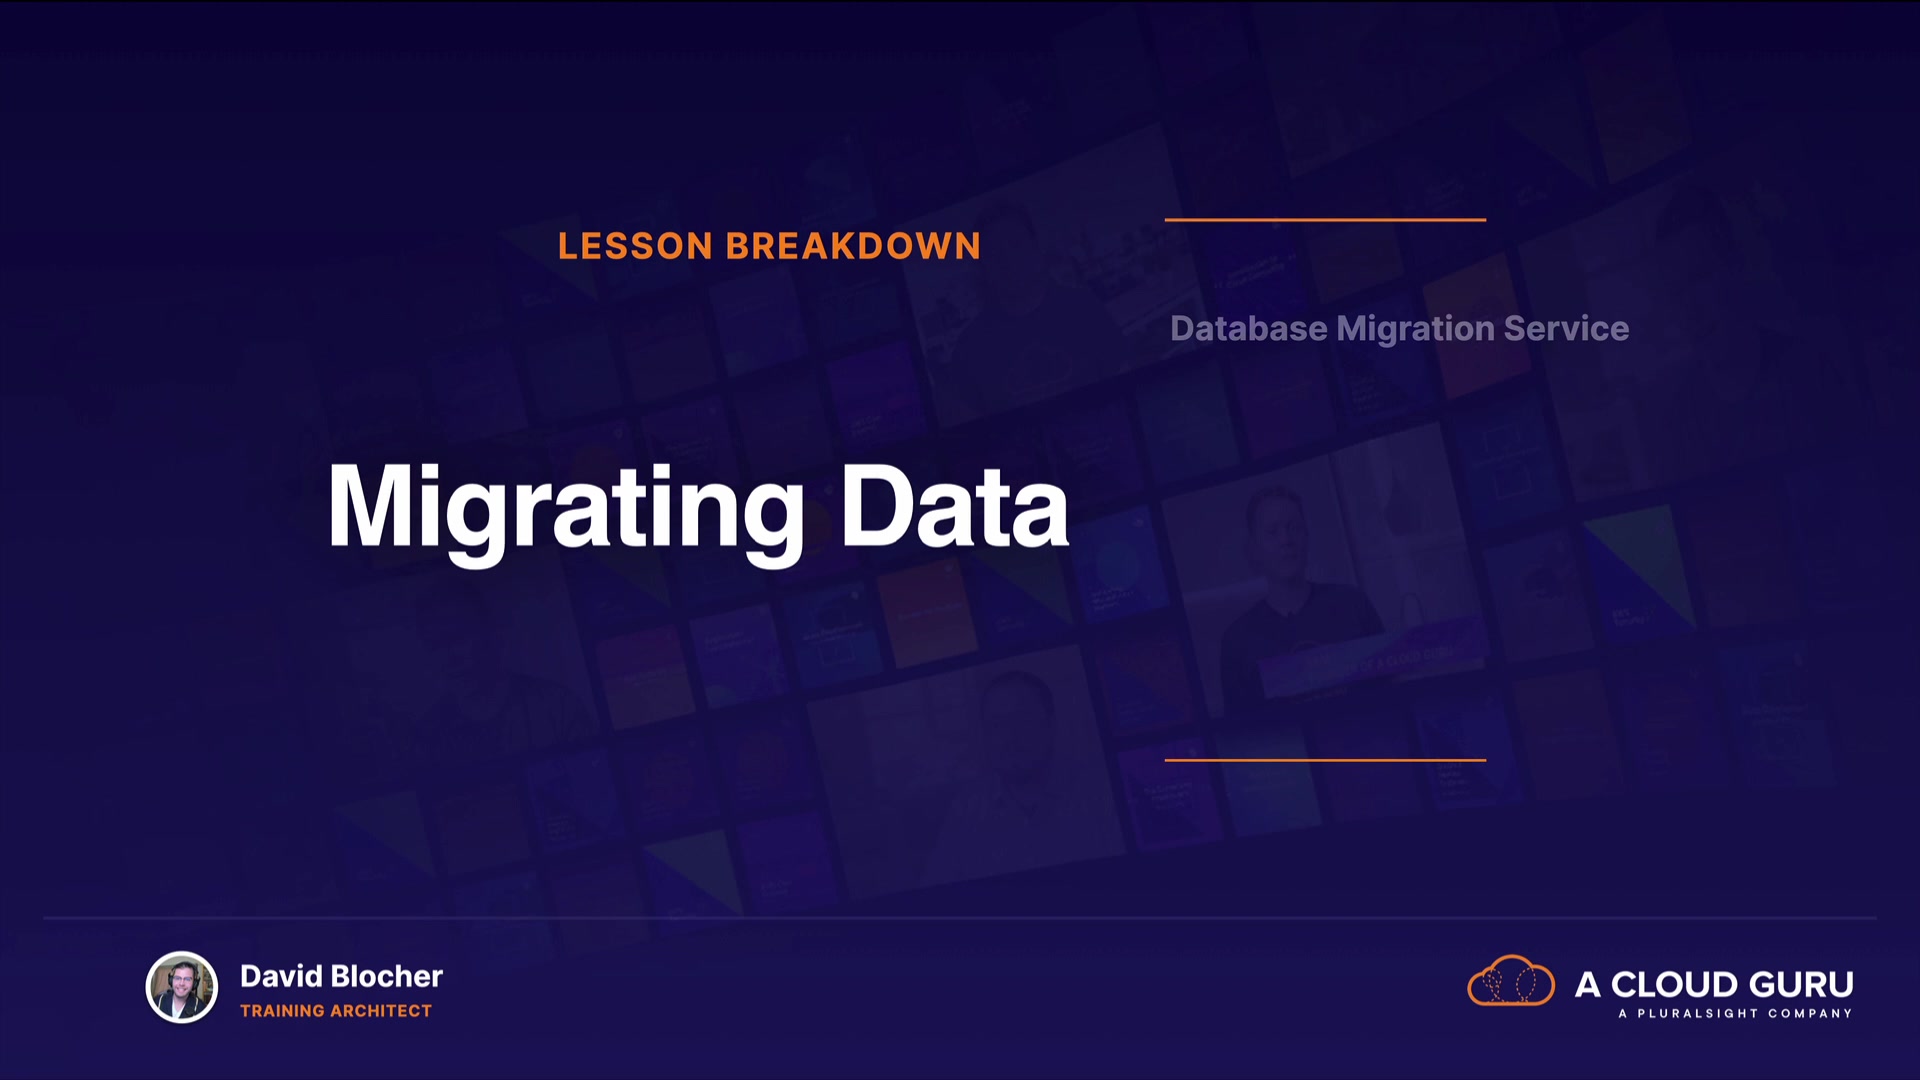 LESSON BREAKDOWN
Database Migration Service
Migrating Data
David Blocher
TRAINING ARCHITECT
A CLOUD GURU
A PLURALSIGHT COMPANY